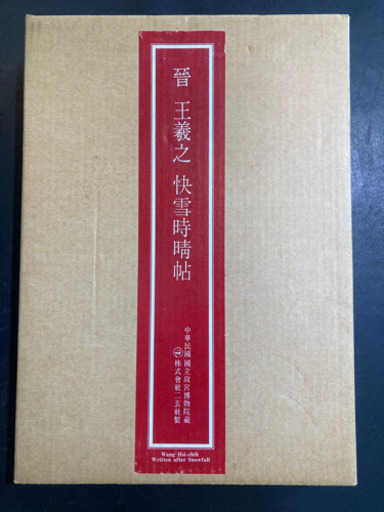 晉 王羲之 快雪時晴帖
中華民國 國立故宮博物院藏
株式會社二玄社製
Wang Hsi-chih
Written after Snowfall